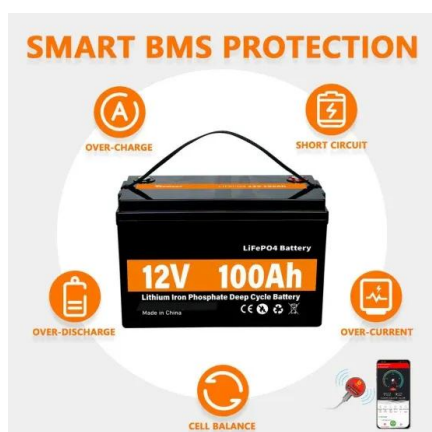 SMART BMS PROTECTION
A
OVER-CHARGE
SHORT CIRCUIT
LiFePO4 Battery
12V 100Ah
Lithium Iron Phosphate Deep Cycle Battery
Made in China
CE
OVER-DISCHARGE
OVER-CURRENT
CELL BALANCE